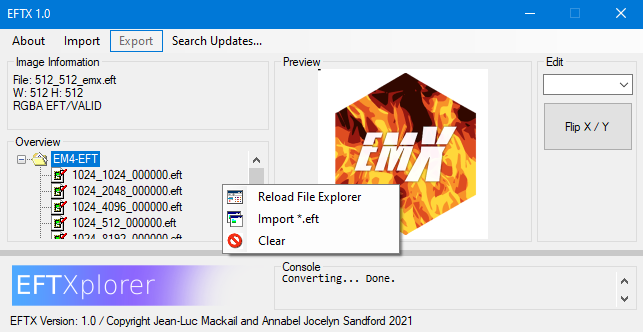 EFTX 1.0
About Import Export Search Updates...
Image Information
File: 512_512_emx.eft
W: 512 H: 512
RGBA EFT/VALID
Preview
EMX
Edit
Flip X / Y
Overview
EM4-EFT
1024_1024_000000.eft
1024_2048_000000.eft
1024_4096_000000.eft
1024_512_000000.eft
1024_8192_000000.eft
Reload File Explorer
Import *.eft
Clear
EFTXplorer
Console
Converting... Done.
EFTX Version: 1.0 / Copyright Jean-Luc Mackail and Annabel Jocelyn Sandford 2021